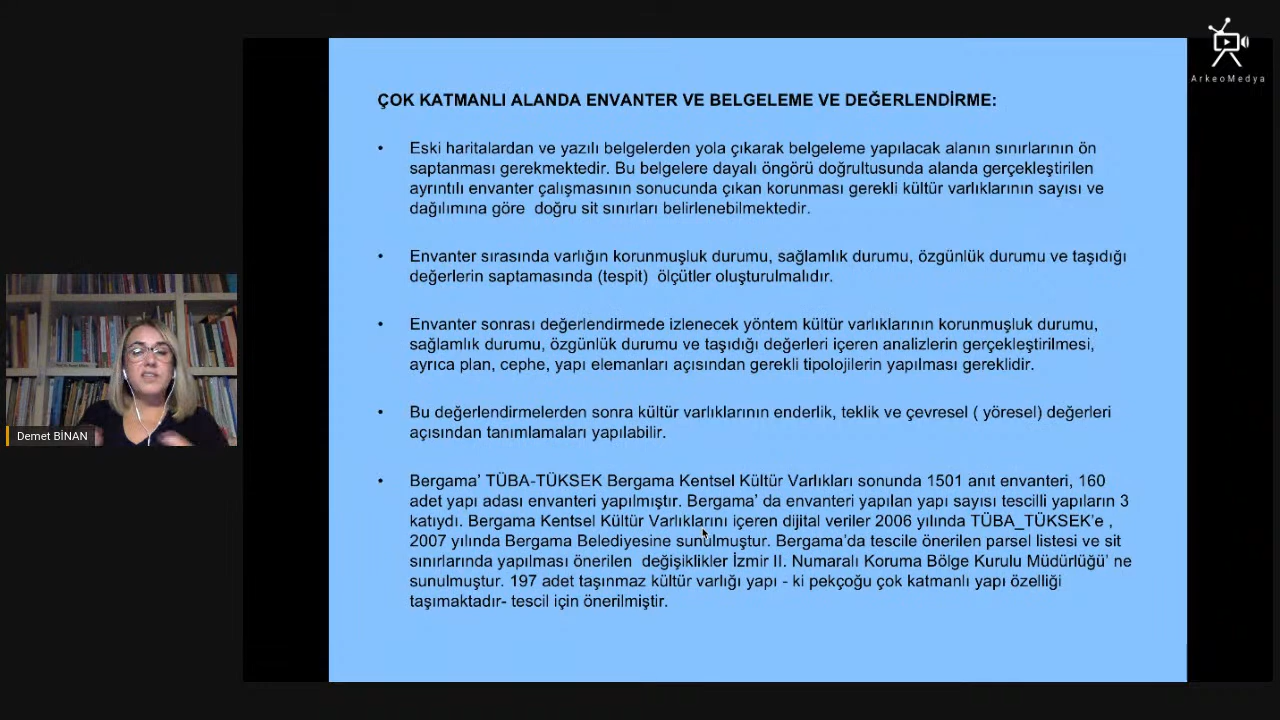 ArkeoMedya
ÇOK KATMANLI ALANDA ENVANTER VE BELGELEME VE DEĞERLENDİRME:
• Eski haritalardan ve yazılı belgelerden yola çıkarak belgeleme yapılacak alanın sınırlarının ön
saptanması gerekmektedir. Bu belgelere dayalı öngörü doğrultusunda alanda gerçekleştirilen
ayrıntılı envanter çalışmasının sonucunda çıkan korunması gerekli kültür varlıklarının sayısı ve
dağılımına göre doğru sit sınırları belirlenebilmektedir.
• Envanter sırasında varlığın korunmuşluk durumu, sağlamlık durumu, özgünlük durumu ve taşıdığı
değerlerin saptamasında (tespit) ölçütler oluşturulmalıdır.
• Envanter sonrası değerlendirmede izlenecek yöntem kültür varlıklarının korunmuşluk durumu,
sağlamlık durumu, özgünlük durumu ve taşıdığı değerleri içeren analizlerin gerçekleştirilmesi,
ayrıca plan, cephe, yapı elemanları açısından gerekli tipolojilerin yapılması gereklidir.
• Bu değerlendirmelerden sonra kültür varlıklarının enderlik, teklik ve çevresel ( yöresel) değerleri
açısından tanımlamaları yapılabilir.
• Bergama’ TÜBA-TÜKSEK Bergama Kentsel Kültür Varlıkları sonunda 1501 anıt envanteri, 160
adet yapı adası envanteri yapılmıştır. Bergama’ da envanteri yapılan yapı sayısı tescilli yapıların 3
katıydı. Bergama Kentsel Kültür Varlıklarını içeren dijital veriler 2006 yılında TÜBA_TÜKSEK’e ,
2007 yılında Bergama Belediyesine sunulmuştur. Bergama’da tescile önerilen parsel listesi ve sit
sınırlarında yapılması önerilen değişiklikler İzmir II. Numaralı Koruma Bölge Kurulu Müdürlüğü’ ne
sunulmuştur. 197 adet taşınmaz kültür varlığı yapı - ki pekçoğu çok katmanlı yapı özelliği
taşımaktadır- tescil için önerilmiştir.
Demet BİNAN